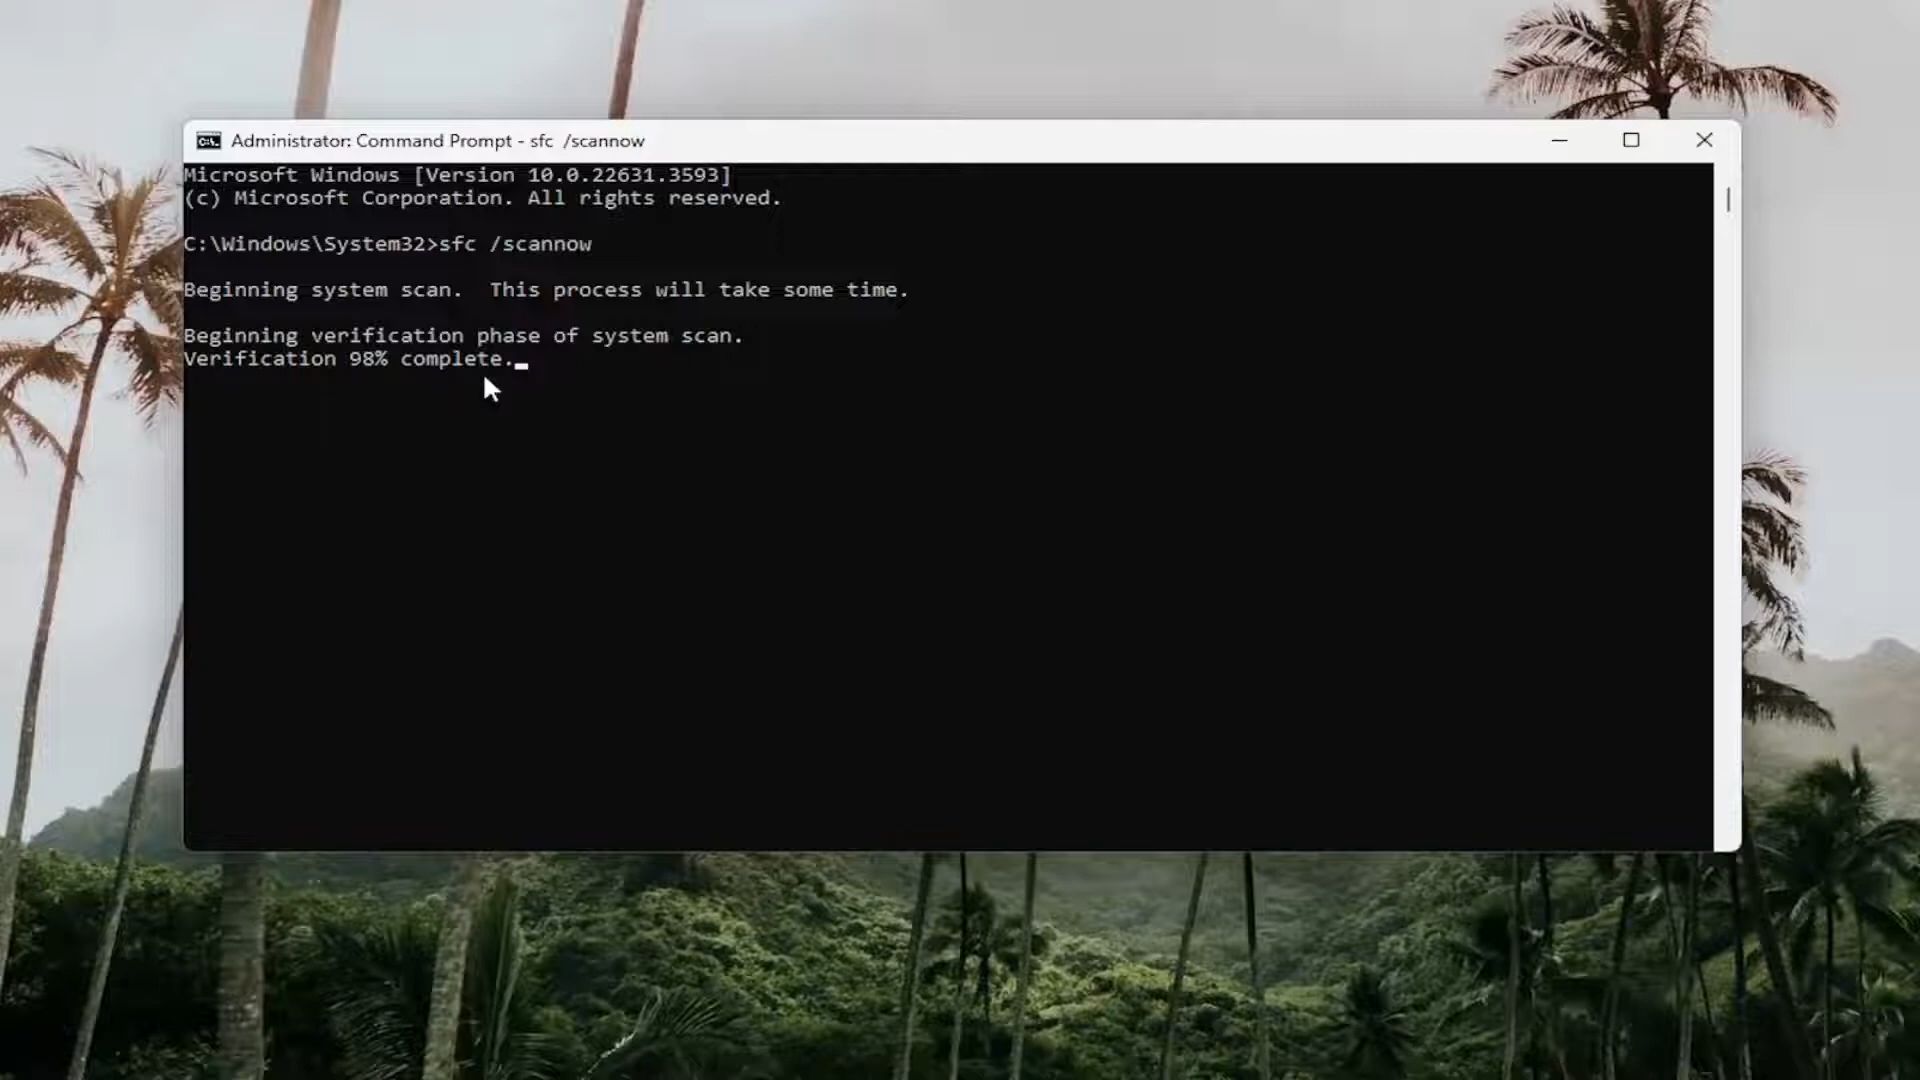 Administrator: Command Prompt - sfc  /scannow
Microsoft Windows [Version 10.0.22631.3593]
(c) Microsoft Corporation. All rights reserved.
C:\Windows\System32>sfc /scannow
Beginning system scan.  This process will take some time.
Beginning verification phase of system scan.
Verification 98% complete.